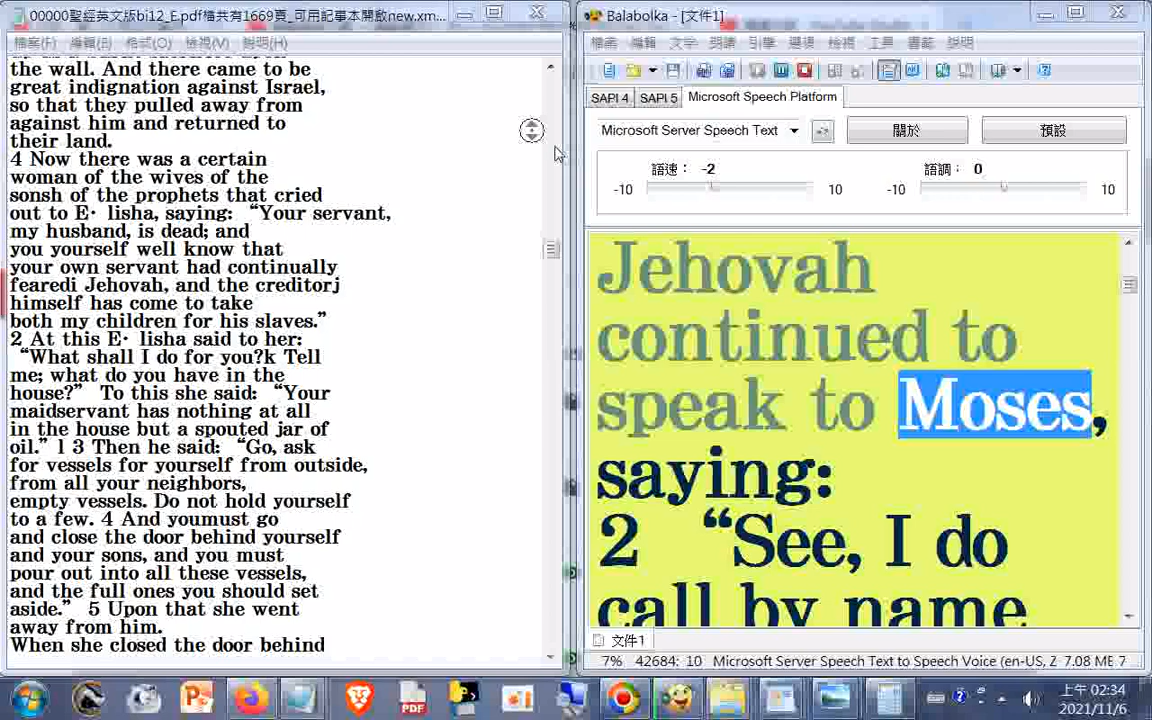 00000聖經英文版bi12_E.pdf檔共有1669頁_可用記事本開啟new.xm...
檔案(F) 編輯(E) 格式(O) 檢視(V) 說明(H)
the wall. And there came to be
great indignation against Israel,
so that they pulled away from
against him and returned to
their land.
4 Now there was a certain
woman of the wives of the
sonsh of the prophets that cried
out to E· lisha, saying: “Your servant,
my husband, is dead; and
you yourself well know that
your own servant had continually
fearedi Jehovah, and the creditorj
himself has come to take
both my children for his slaves.”
2 At this E· lisha said to her:
“What shall I do for you?k Tell
me; what do you have in the
house?” To this she said: “Your
maidservant has nothing at all
in the house but a spouted jar of
oil.” l 3 Then he said: “Go, ask
for vessels for yourself from outside,
from all your neighbors,
empty vessels. Do not hold yourself
to a few. 4 And youmust go
and close the door behind yourself
and your sons, and you must
pour out into all these vessels,
and the full ones you should set
aside.” 5 Upon that she went
away from him.
When she closed the door behind
Balabolka - [文件1]
檔案 編輯 文字 朗讀 引擎 選項 檢視 工具 書籤 說明
SAPI 4 SAPI 5 Microsoft Speech Platform
Microsoft Server Speech Text 關於 預設
語速: -2 語調: 0
-10 10 -10 10
Jehovah
continued to
speak to Moses,
saying:
2 “See, I do
call by name
文件1
7% 42684: 10 Microsoft Server Speech Text to Speech Voice (en-US, Z 7.08 ME 7
PDF
上午 02:34
2021/11/6